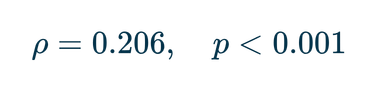 ρ = 0.206, p < 0.001